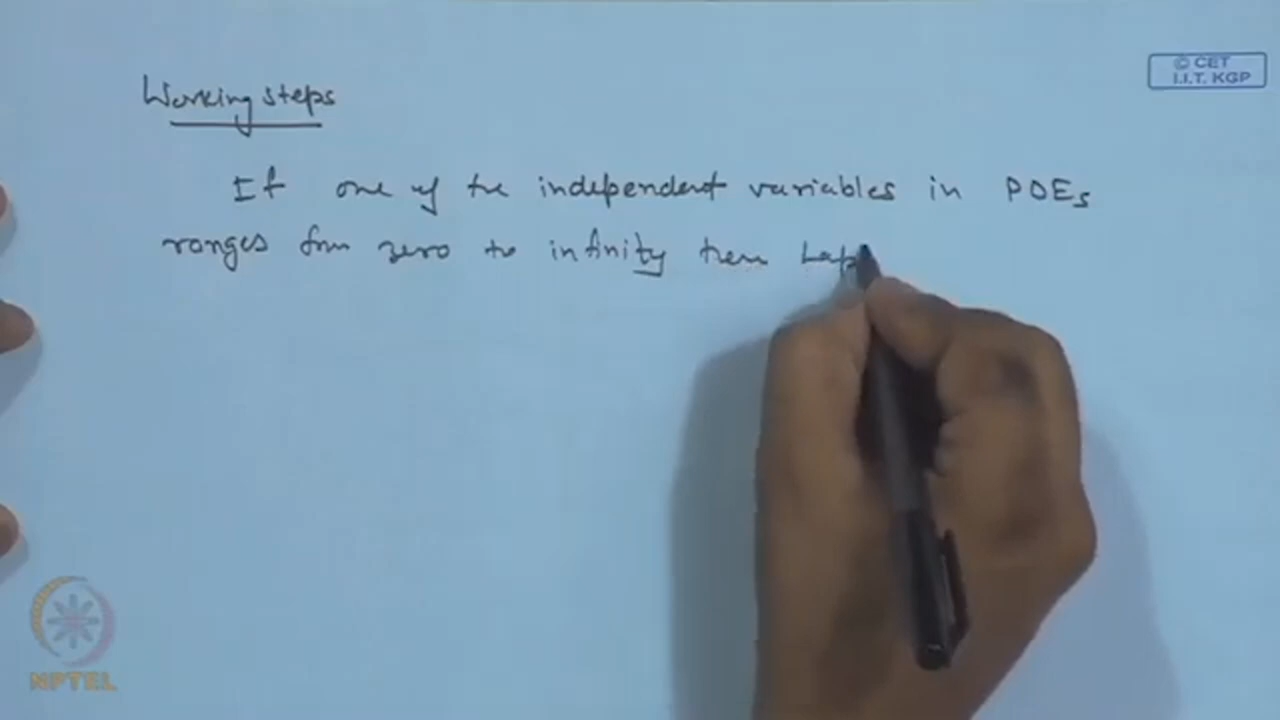 Working steps
© CET
I.I.T. KGP
If one of the independent variables in PDEs
ranges from zero to infinity then Lap
NPTEL